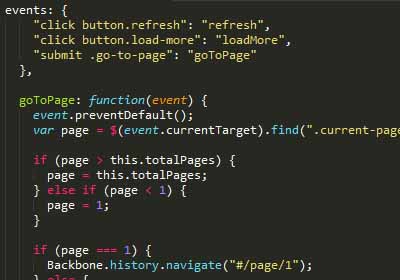 events: {
"click button.refresh": "refresh",
"click button.load-more": "loadMore",
"submit .go-to-page": "goToPage"
},
goToPage: function(event) {
event.preventDefault();
var page = $(event.currentTarget).find(".current-page
if (page > this.totalPages) {
page = this.totalPages;
} else if (page < 1) {
page = 1;
}
if (page === 1) {
Backbone.history.navigate("#/page/1");
} else {